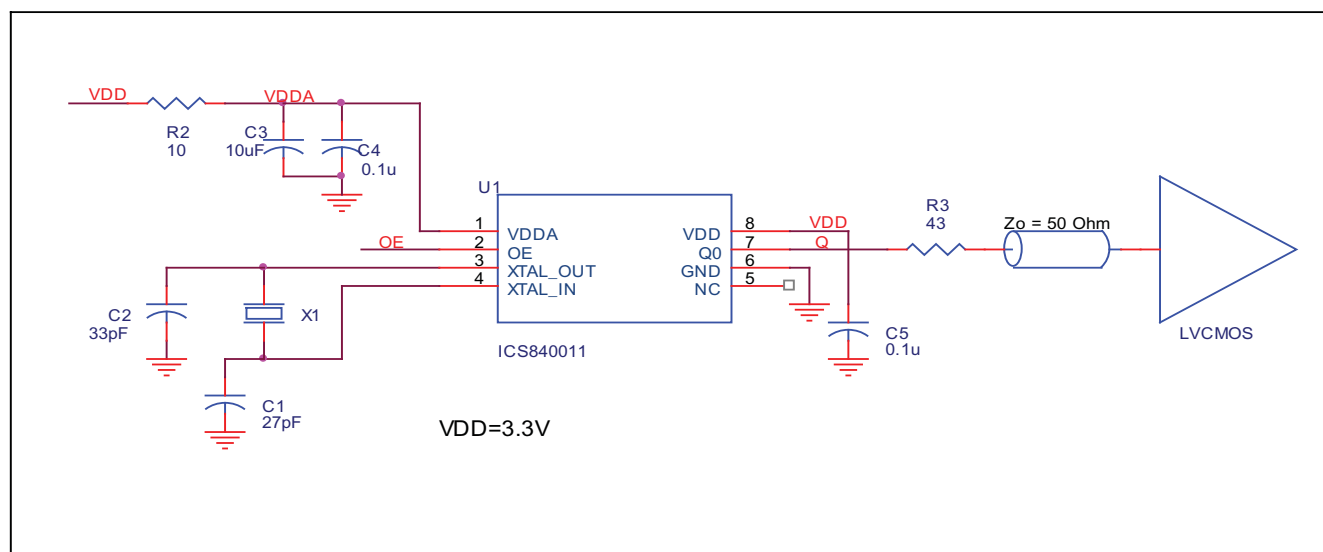 VDD
VDDA
R2
10
C3
10uF
C4
0.1u
U1
1
VDDA
2
OE
OE
3
XTAL_OUT
4
XTAL_IN
8
VDD
VDD
7
Q0
Q
6
GND
5
NC
ICS840011
R3
43
Zo = 50 Ohm
LVCMOS
C2
33pF
X1
C1
27pF
C5
0.1u
VDD=3.3V